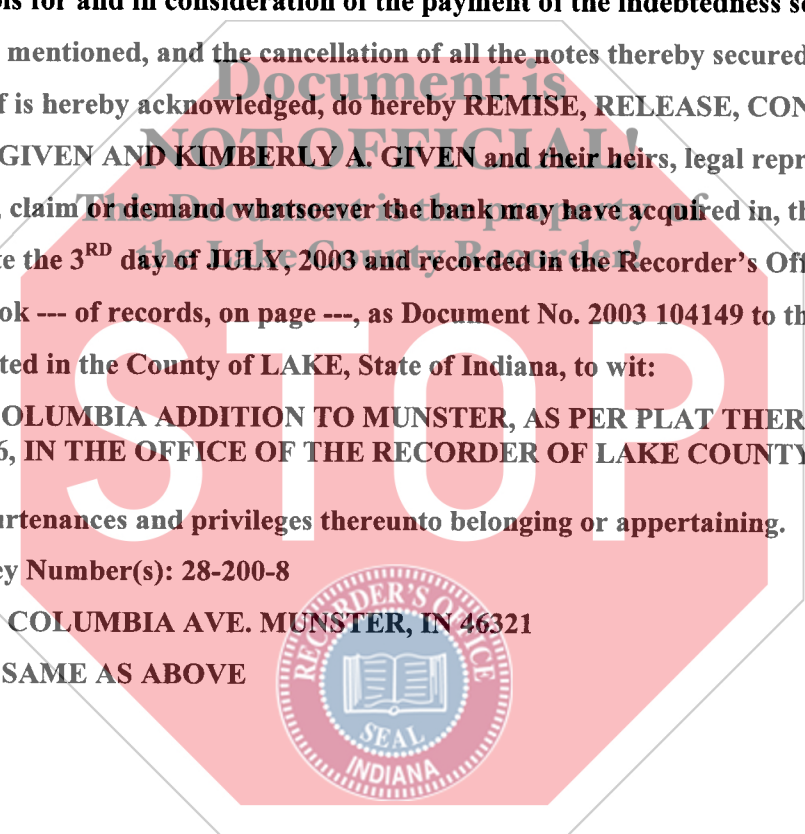 ois for and in consideration of the payment of the indebtedness se
mentioned, and the cancellation of all the notes thereby secured
Document is
f is hereby acknowledged, do hereby REMISE, RELEASE, CON
NOT OFFICIAL!
GIVEN AND KIMBERLY A. GIVEN and their heirs, legal repr
This Document is the property of
, claim or demand whatsoever the bank may have acquired in, th
the Lake County Recorder!
te the 3RD day of JULY, 2003 and recorded in the Recorder's Off
ok --- of records, on page ---, as Document No. 2003 104149 to th
ted in the County of LAKE, State of Indiana, to wit:
STOP
OLUMBIA ADDITION TO MUNSTER, AS PER PLAT THER
6, IN THE OFFICE OF THE RECORDER OF LAKE COUNTY
urtenances and privileges thereunto belonging or appertaining.
ey Number(s): 28-200-8
COLUMBIA AVE. MUNSTER, IN 46321
SAME AS ABOVE
RECORDER'S OFFICE
SEAL
INDIANA